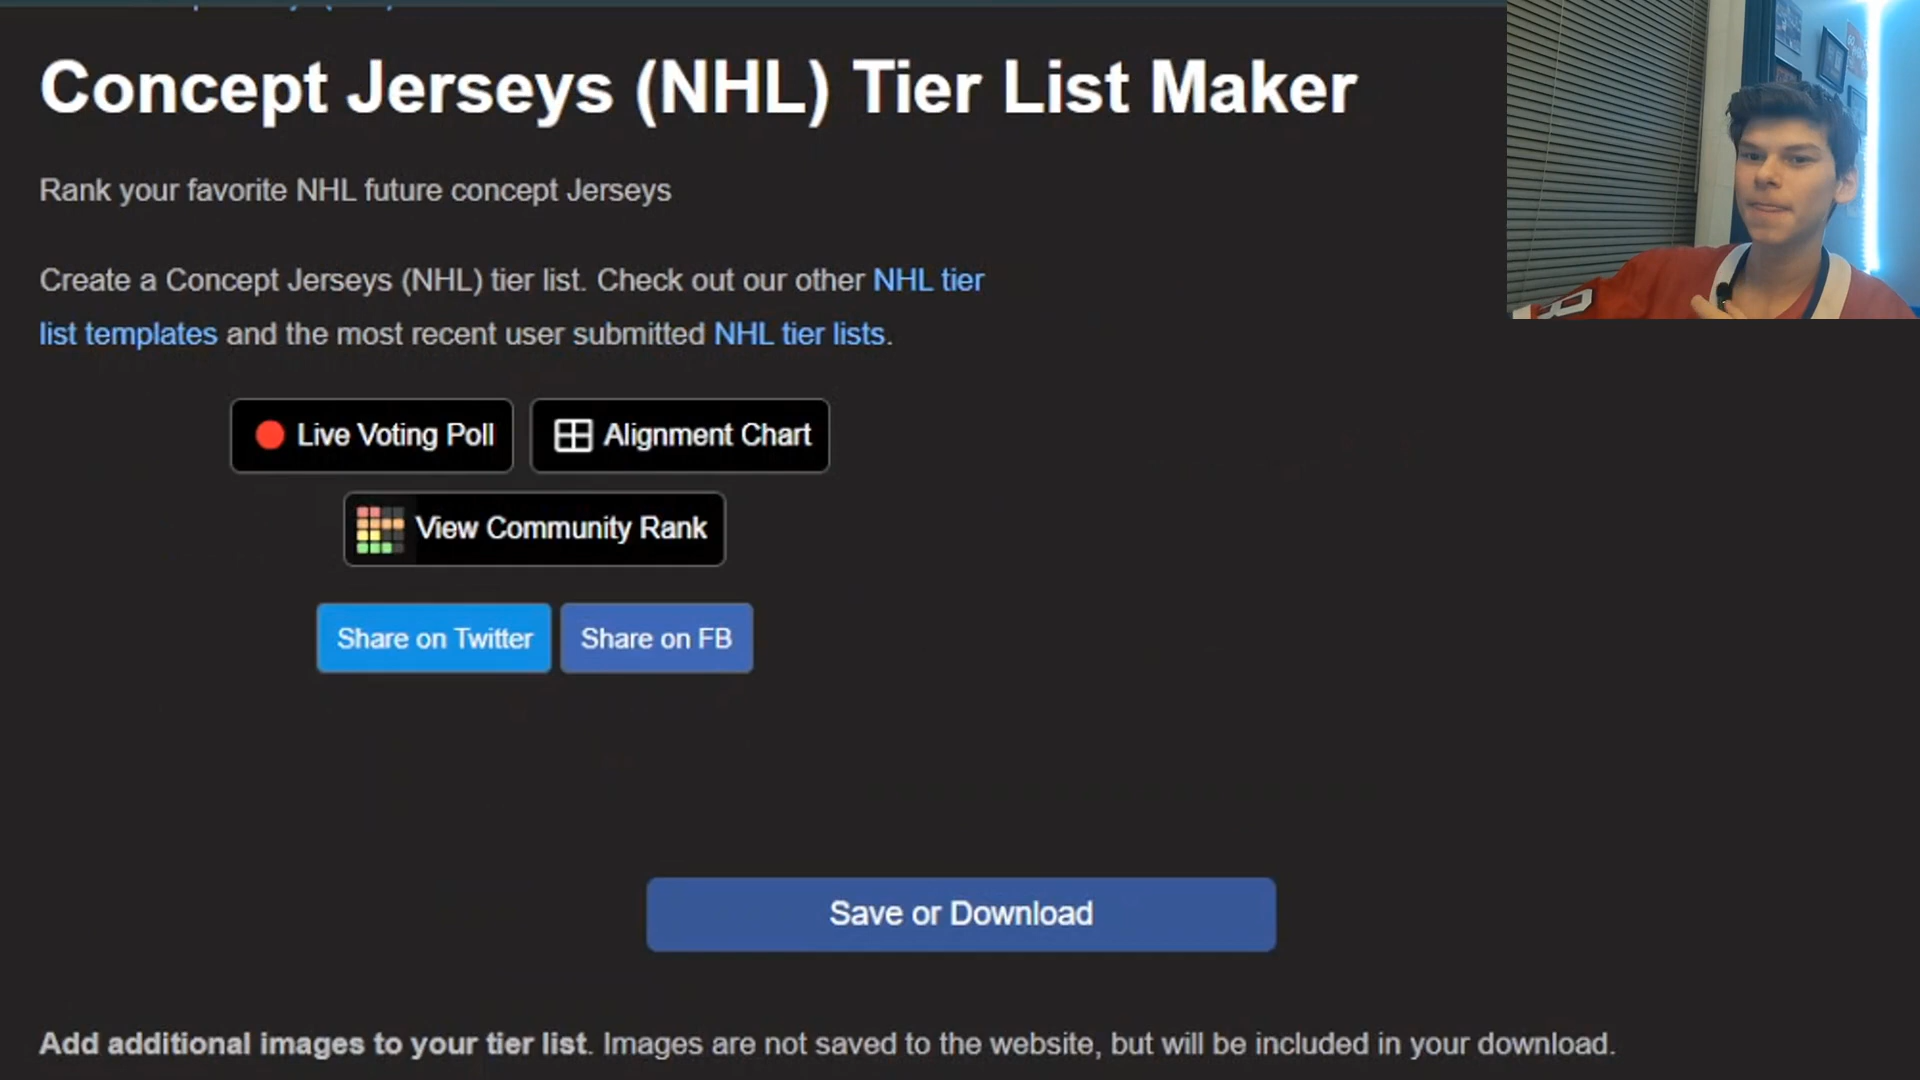 Concept Jerseys (NHL) Tier List Maker
Rank your favorite NHL future concept Jerseys
Create a Concept Jerseys (NHL) tier list. Check out our other NHL tier
list templates and the most recent user submitted NHL tier lists.
Live Voting Poll
Alignment Chart
View Community Rank
Share on Twitter
Share on FB
Save or Download
Add additional images to your tier list. Images are not saved to the website, but will be included in your download.